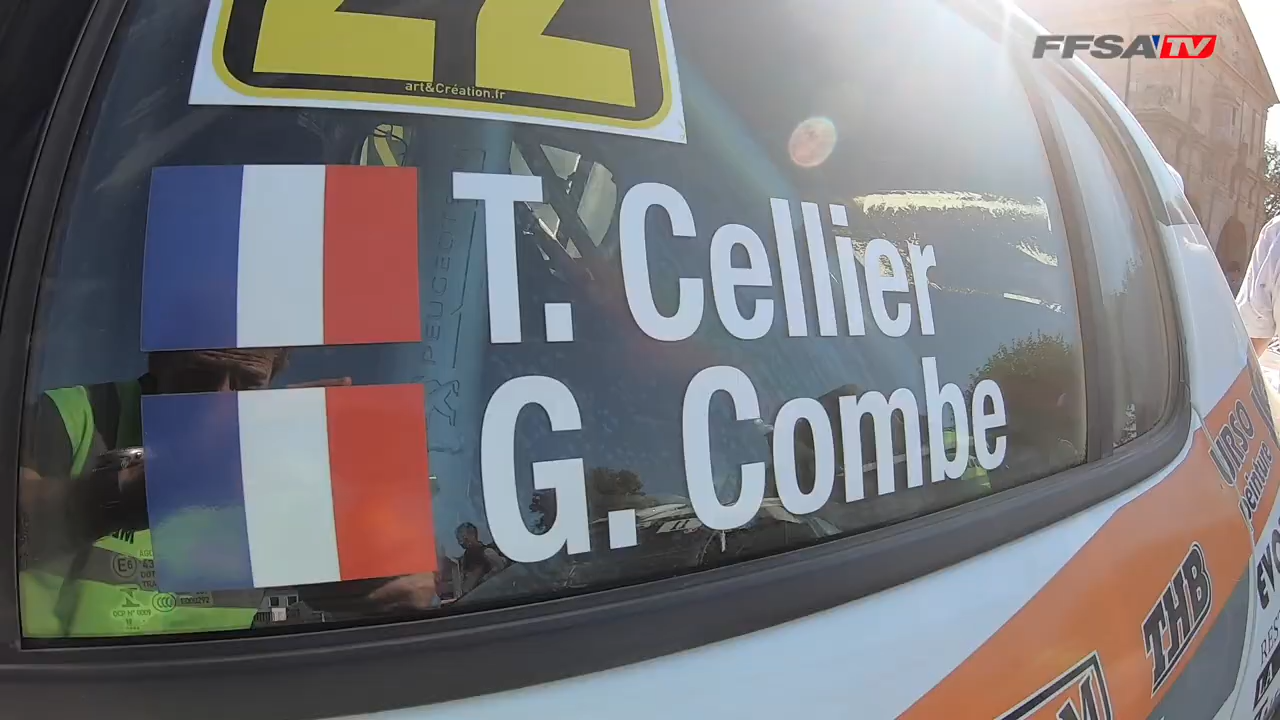 FFSA TV
22
art&Création.fr
T. Cellier
PEUGEOT
G. Combe
URSO
peinture
THB